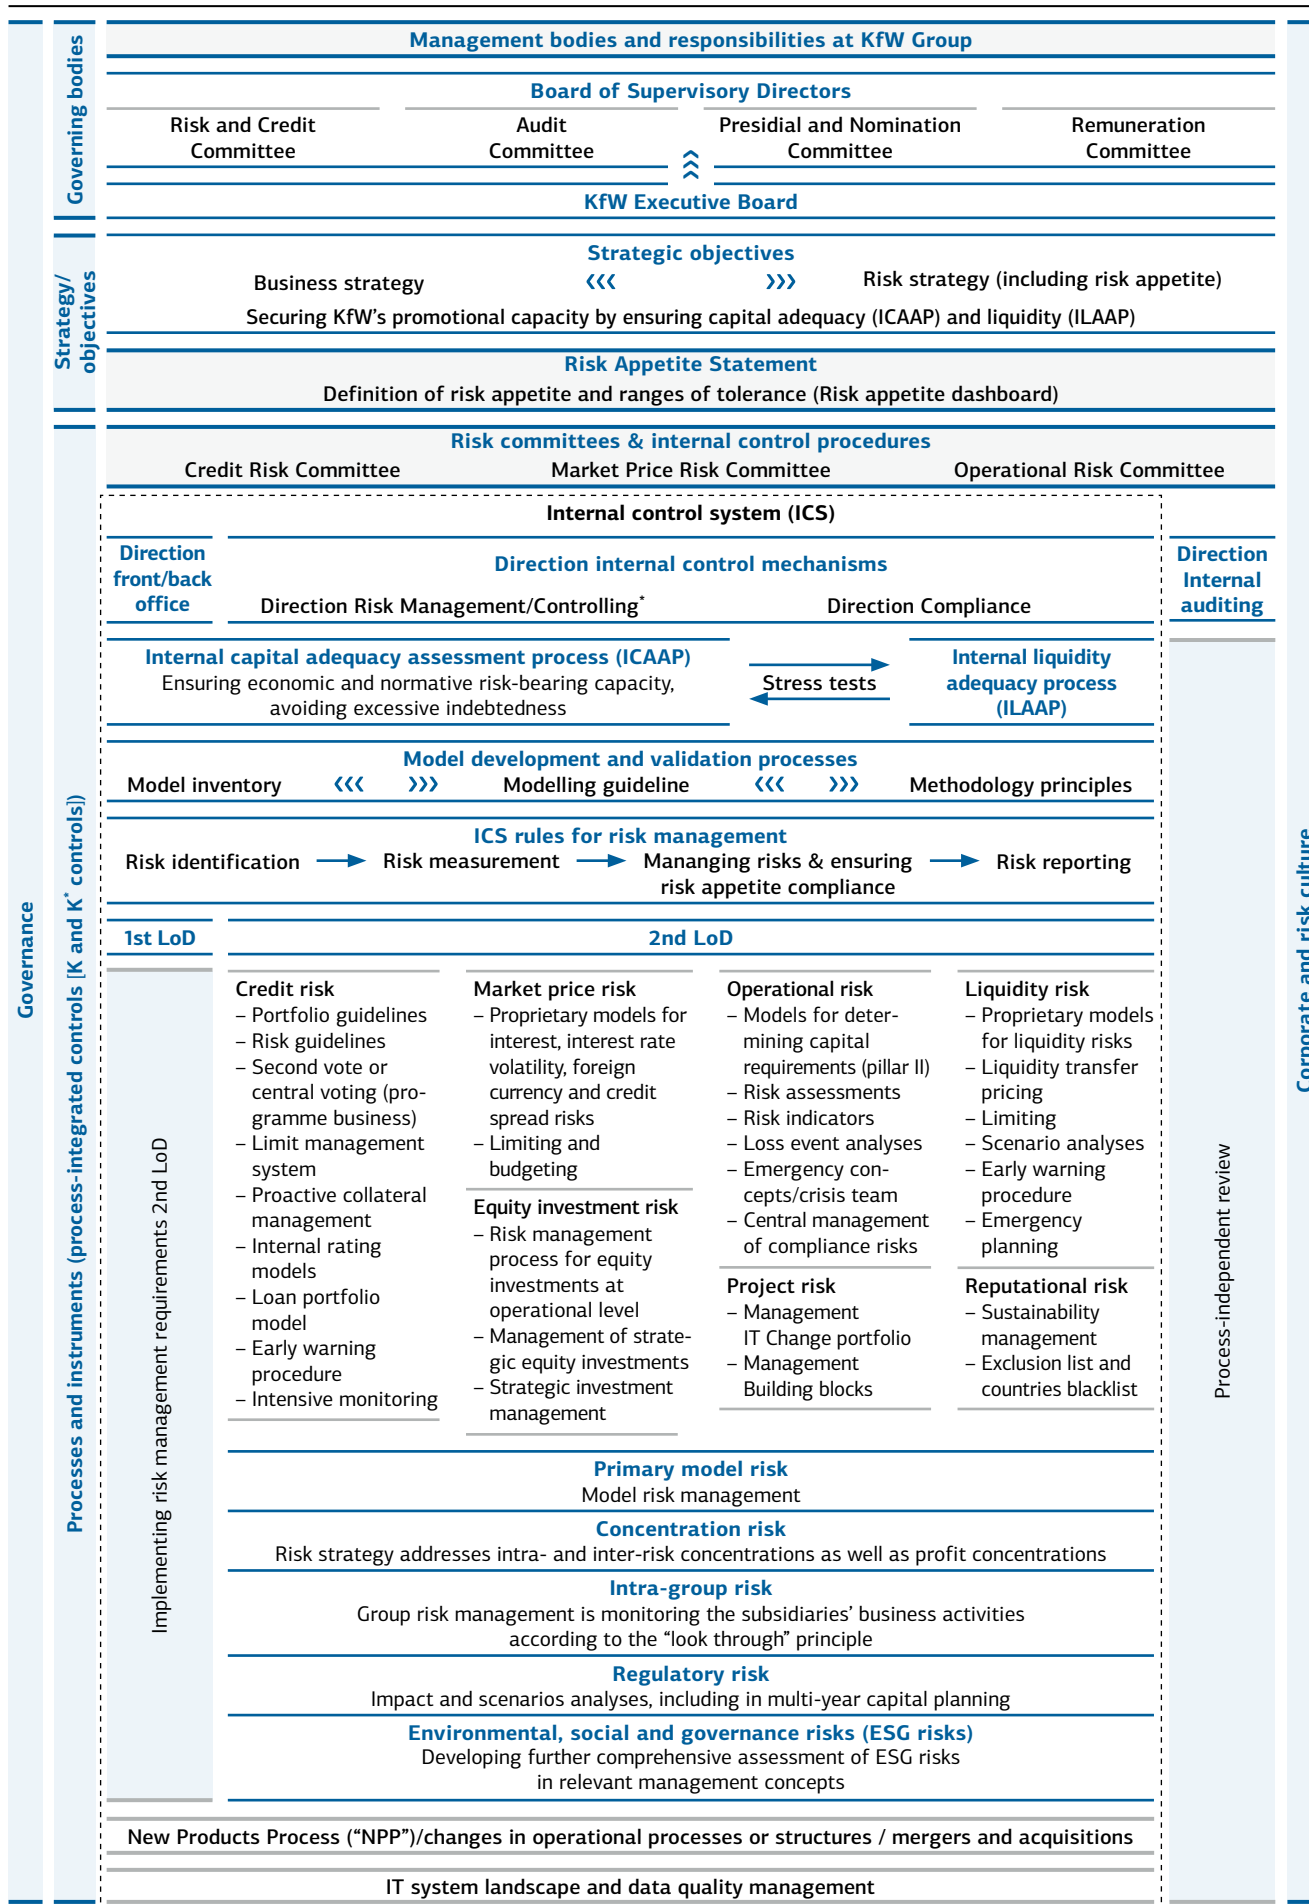 Governance
Governing bodies
Management bodies and responsibilities at KfW Group
Board of Supervisory Directors
Risk and Credit
Committee
Audit
Committee
Presidial and Nomination
Committee
Remuneration
Committee
KfW Executive Board
Strategy/
objectives
Strategic objectives
Business strategy
Risk strategy (including risk appetite)
Securing KfW's promotional capacity by ensuring capital adequacy (ICAAP) and liquidity (ILAAP)
Risk Appetite Statement
Definition of risk appetite and ranges of tolerance (Risk appetite dashboard)
Processes and instruments (process-integrated controls [K and K* controls])
Risk committees & internal control procedures
Credit Risk Committee
Market Price Risk Committee
Operational Risk Committee
Internal control system (ICS)
Direction
front/back
office
Direction internal control mechanisms
Direction Risk Management/Controlling*
Direction Compliance
Direction
Internal
auditing
Internal capital adequacy assessment process (ICAAP)
Ensuring economic and normative risk-bearing capacity,
avoiding excessive indebtedness
Stress tests
Internal liquidity
adequacy process
(ILAAP)
Model development and validation processes
Model inventory
Modelling guideline
Methodology principles
ICS rules for risk management
Risk identification
Risk measurement
Mananging risks & ensuring
risk appetite compliance
Risk reporting
1st LoD
2nd LoD
Implementing risk management requirements 2nd LoD
Credit risk
– Portfolio guidelines
– Risk guidelines
– Second vote or
central voting (pro-
gramme business)
– Limit management
system
– Proactive collateral
management
– Internal rating
models
– Loan portfolio
model
– Early warning
procedure
– Intensive monitoring
Market price risk
– Proprietary models for
interest, interest rate
volatility, foreign
currency and credit
spread risks
– Limiting and
budgeting
Equity investment risk
– Risk management
process for equity
investments at
operational level
– Management of strate-
gic equity investments
– Strategic investment
management
Operational risk
– Models for deter-
mining capital
requirements (pillar II)
– Risk assessments
– Risk indicators
– Loss event analyses
– Emergency con-
cepts/crisis team
– Central management
of compliance risks
Project risk
– Management
IT Change portfolio
– Management
Building blocks
Liquidity risk
– Proprietary models
for liquidity risks
– Liquidity transfer
pricing
– Limiting
– Scenario analyses
– Early warning
procedure
– Emergency
planning
Reputational risk
– Sustainability
management
– Exclusion list and
countries blacklist
Process-independent review
Primary model risk
Model risk management
Concentration risk
Risk strategy addresses intra- and inter-risk concentrations as well as profit concentrations
Intra-group risk
Group risk management is monitoring the subsidiaries' business activities
according to the “look through” principle
Regulatory risk
Impact and scenarios analyses, including in multi-year capital planning
Environmental, social and governance risks (ESG risks)
Developing further comprehensive assessment of ESG risks
in relevant management concepts
New Products Process (“NPP”)/changes in operational processes or structures / mergers and acquisitions
IT system landscape and data quality management
Corporate and risk culture